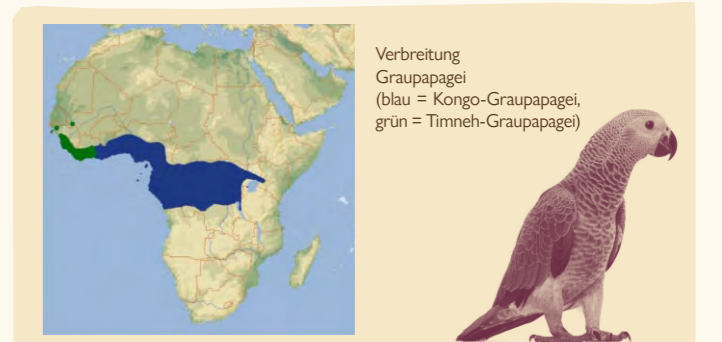 Verbreitung
Graupapagei
(blau = Kongo-Graupapagei,
grün = Timneh-Graupapagei)